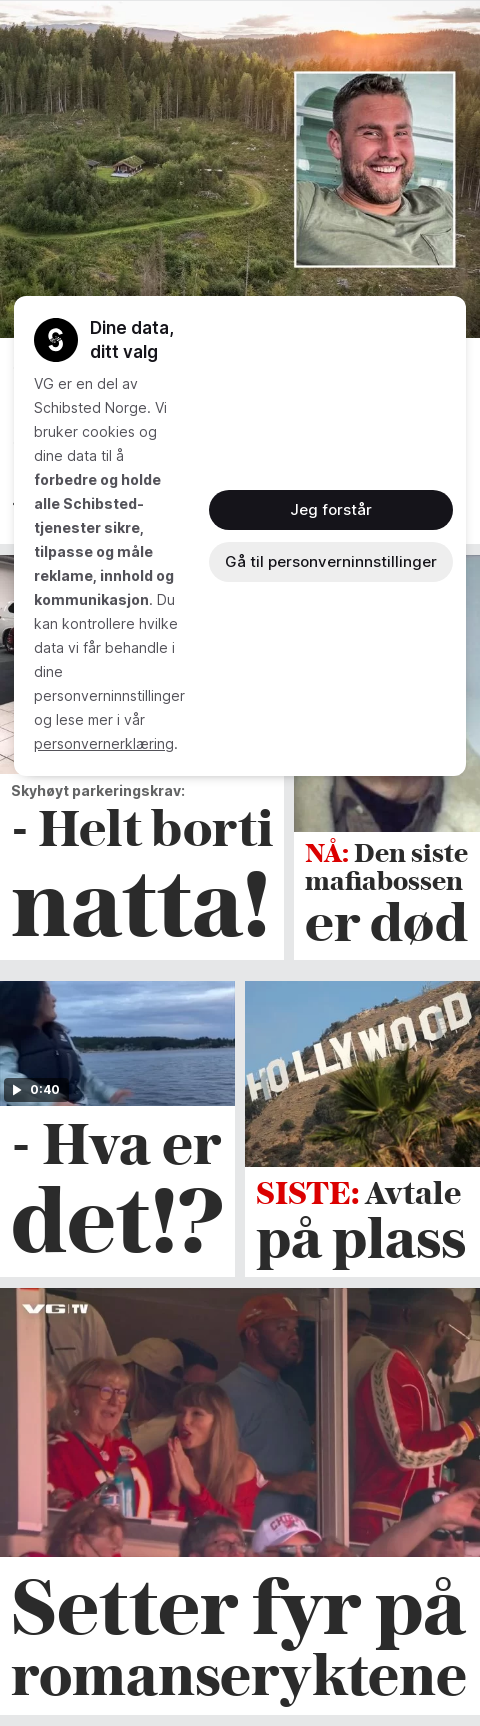 Dine data,
ditt valg
VG er en del av
Schibsted Norge. Vi
bruker cookies og
dine data til å
forbedre og holde
alle Schibsted-
tjenester sikre,
tilpasse og måle
reklame, innhold og
kommunikasjon. Du
kan kontrollere hvilke
data vi får behandle i
dine
personverninnstillinger
og lese mer i vår
personvernerklæring.
Jeg forstår
Gå til personverninnstillinger
Skyhøyt parkeringskrav:
- Helt borti
natta!
NÅ: Den siste
mafiabossen
er død
0:40
- Hva er
det!?
HOLLYWOOD
SISTE: Avtale
på plass
VG TV
Setter fyr på
romanseryktene